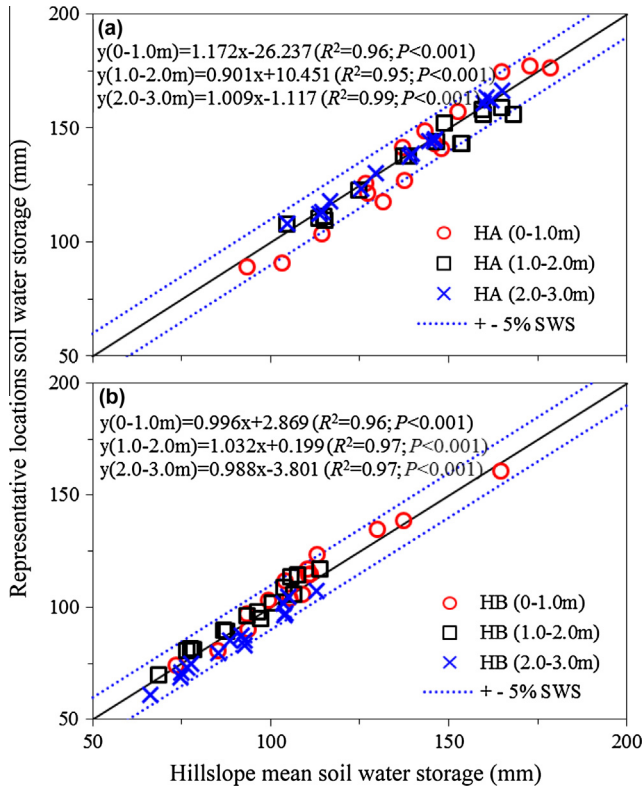 Representative locations soil water storage (mm)
200
150
100
50
(a)
y(0-1.0m)=1.172x-26.237 (R²=0.96; P<0.001)
y(1.0-2.0m)=0.901x+10.451 (R²=0.95; P<0.001)
y(2.0-3.0m)=1.009x-1.117 (R²=0.99; P<0.001)
HA (0-1.0m)
HA (1.0-2.0m)
HA (2.0-3.0m)
+ - 5% SWS
200
150
100
50
(b)
y(0-1.0m)=0.996x+2.869 (R²=0.96; P<0.001)
y(1.0-2.0m)=1.032x+0.199 (R²=0.97; P<0.001)
y(2.0-3.0m)=0.988x-3.801 (R²=0.97; P<0.001)
HB (0-1.0m)
HB (1.0-2.0m)
HB (2.0-3.0m)
+ - 5% SWS
50 100 150 200
Hillslope mean soil water storage (mm)